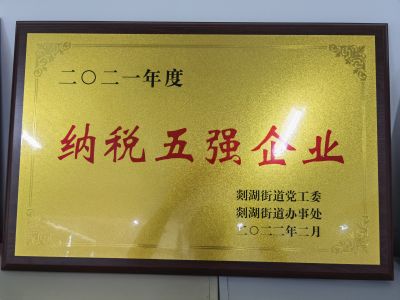 二〇二一年度
纳税五强企业
剡湖街道党工委
剡湖街道办事处
二〇二二年二月